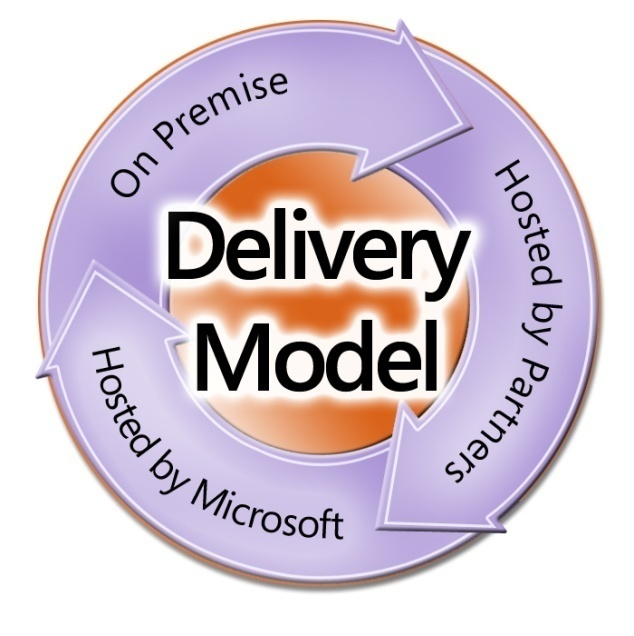 On Premise
Hosted by Partners
Hosted by Microsoft
Delivery
Model